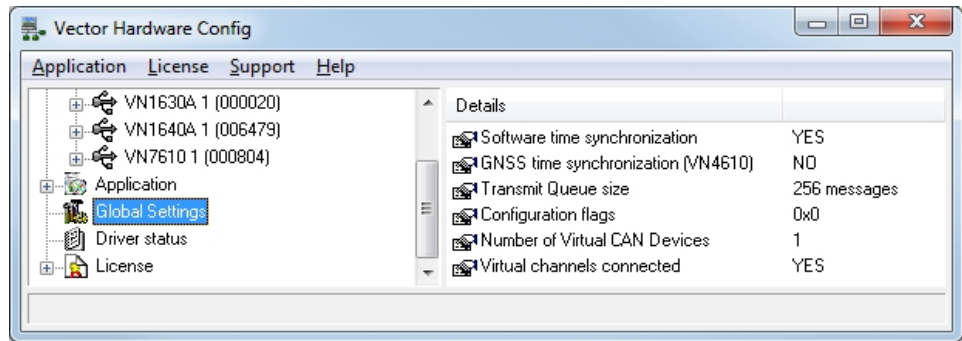 Vector Hardware Config
Application License Support Help
VN1630A 1 (000020)
VN1640A 1 (006479)
VN7610 1 (000804)
Application
Global Settings
Driver status
License
Details
Software time synchronization YES
GNSS time synchronization (VN4610) NO
Transmit Queue size 256 messages
Configuration flags 0x0
Number of Virtual CAN Devices 1
Virtual channels connected YES